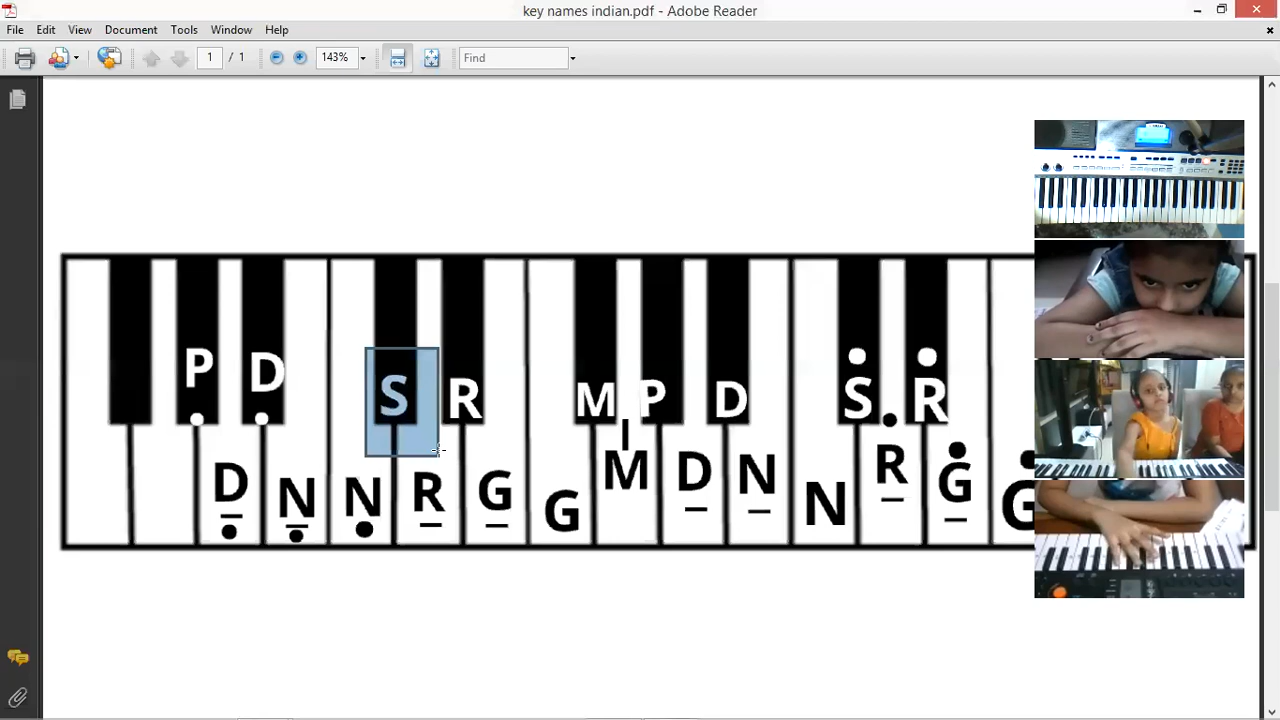 key names indian.pdf - Adobe Reader
File Edit View Document Tools Window Help
1 / 1 143% Find
P D S R M P D S R
D N N R G G M D N N R G G